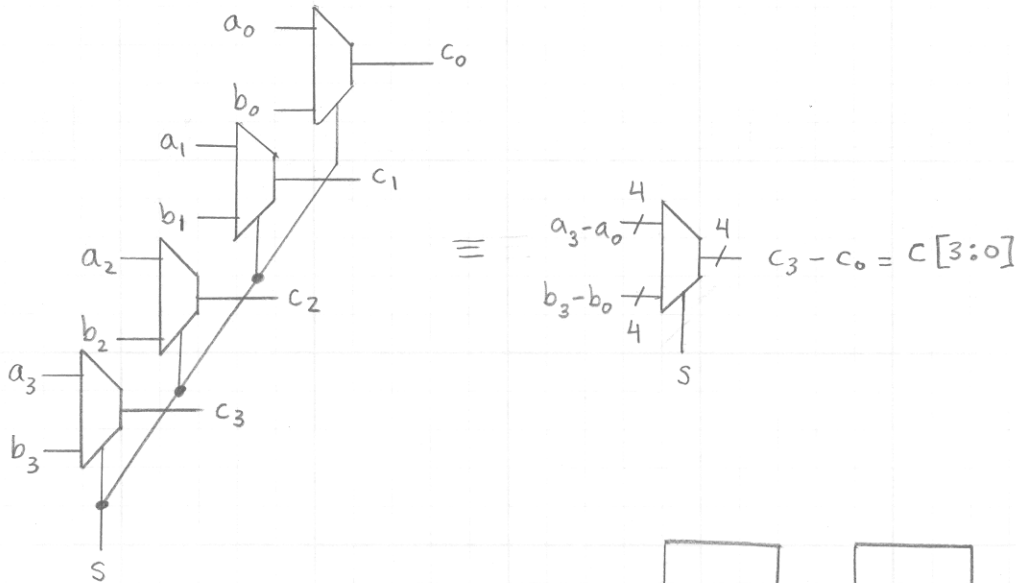 a₀
c₀
b₀
a₁
c₁
b₁
a₂
c₂
b₂
a₃
c₃
b₃
S
≡
4
a₃-a₀
4
c₃ - c₀ = C[3:0]
b₃-b₀
4
S